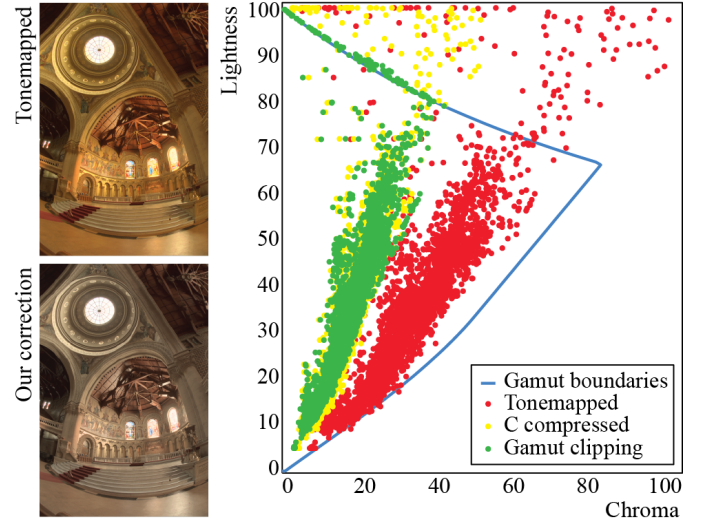 Tonemapped
Our correction
Lightness
100
90
80
70
60
50
40
30
20
10
0
0 20 40 60 80 100
Chroma
Gamut boundaries
Tonemapped
C compressed
Gamut clipping